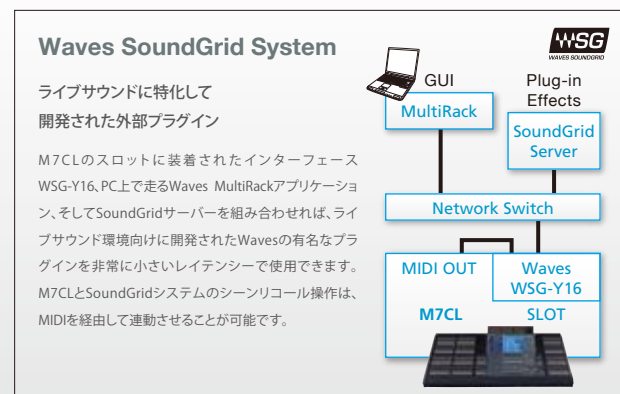 Waves SoundGrid System
WSG
WAVES SOUNDGRID
ライブサウンドに特化して
開発された外部プラグイン
M7CLのスロットに装着されたインターフェース
WSG-Y16、PC上で走るWaves MultiRackアプリケーショ
ン、そしてSoundGridサーバーを組み合わせれば、ライ
ブサウンド環境向けに開発されたWavesの有名なプラ
グインを非常に小さいレイテンシーで使用できます。
M7CLとSoundGridシステムのシーンリコール操作は、
MIDIを経由して連動させることが可能です。
GUI
MultiRack
Plug-in
Effects
SoundGrid
Server
Network Switch
MIDI OUT
Waves
WSG-Y16
M7CL
SLOT